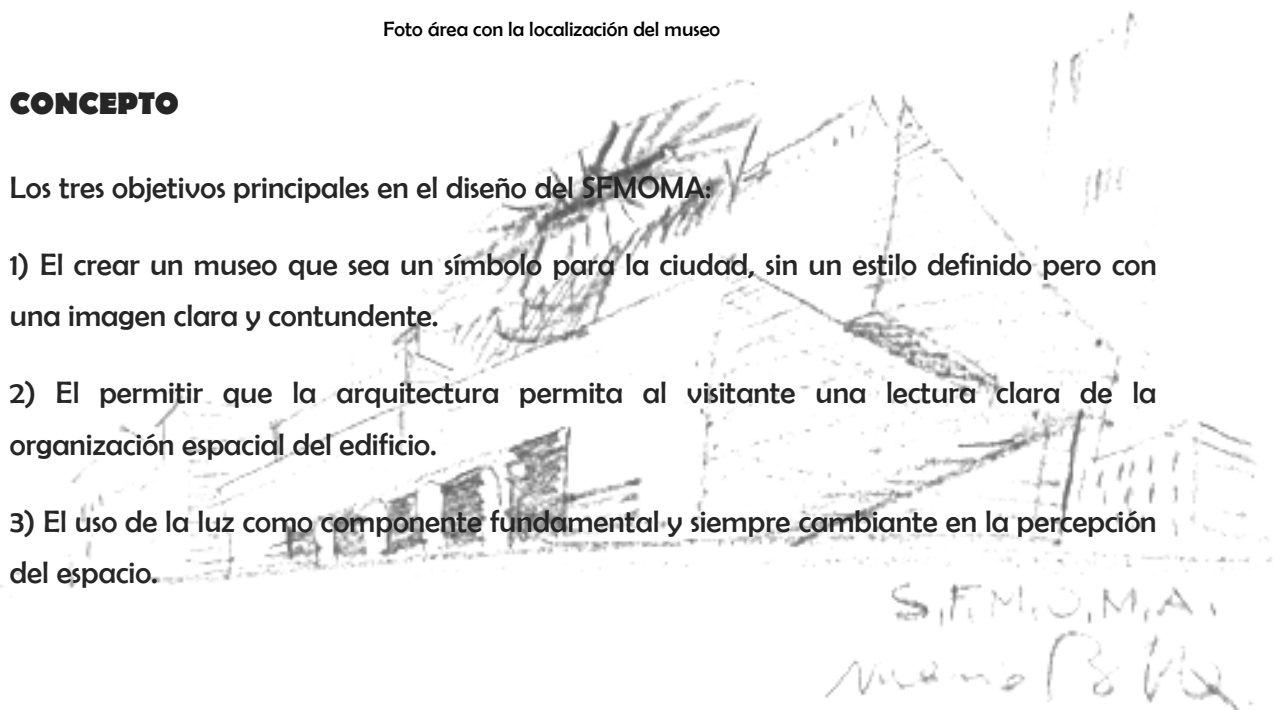 Foto área con la localización del museo
CONCEPTO
Los tres objetivos principales en el diseño del SFMOMA:
1) El crear un museo que sea un símbolo para la ciudad, sin un estilo definido pero con
una imagen clara y contundente.
2) El permitir que la arquitectura permita al visitante una lectura clara de la
organización espacial del edificio.
3) El uso de la luz como componente fundamental y siempre cambiante en la percepción
del espacio.
S.F.M.O.M.A.